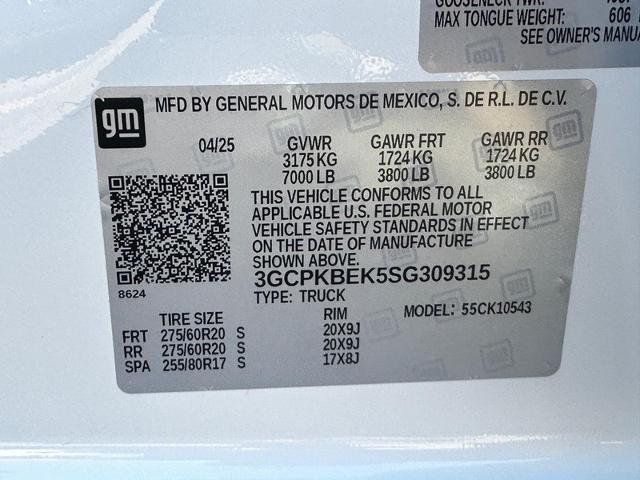 GOOSENECK TWR:
MAX TONGUE WEIGHT: 606
SEE OWNER'S MANUA
gm
MFD BY GENERAL MOTORS DE MEXICO, S. DE R.L. DE C.V.
04/25 GVWR GAWR FRT GAWR RR
3175 KG 1724 KG 1724 KG
7000 LB 3800 LB 3800 LB
THIS VEHICLE CONFORMS TO ALL
APPLICABLE U.S. FEDERAL MOTOR
VEHICLE SAFETY STANDARDS IN EFFECT
ON THE DATE OF MANUFACTURE
SHOWN ABOVE.
3GCPKBEK5SG309315
8624
TYPE: TRUCK
MODEL: 55CK10543
TIRE SIZE RIM
FRT 275/60R20 S 20X9J
RR 275/60R20 S 20X9J
SPA 255/80R17 S 17X8J